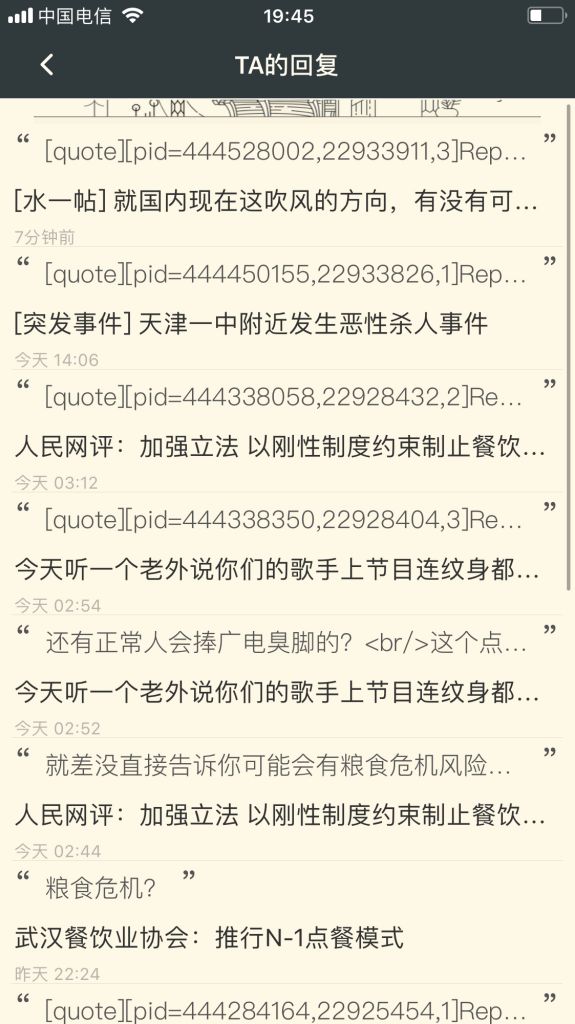 中国电信
19:45
TA的回复
“ [quote][pid=444528002,22933911,3]Rep... ”
[水一帖] 就国内现在这吹风的方向，有没有可...
7分钟前
“ [quote][pid=444450155,22933826,1]Rep... ”
[突发事件] 天津一中附近发生恶性杀人事件
今天 14:06
“ [quote][pid=444338058,22928432,2]Re... ”
人民网评：加强立法 以刚性制度约束制止餐饮...
今天 03:12
“ [quote][pid=444338350,22928404,3]Re... ”
今天听一个老外说你们的歌手上节目连纹身都...
今天 02:54
“ 还有正常人会捧广电臭脚的？<br/>这个点... ”
今天听一个老外说你们的歌手上节目连纹身都...
今天 02:52
“ 就差没直接告诉你可能会有粮食危机风险... ”
人民网评：加强立法 以刚性制度约束制止餐饮...
今天 02:44
“ 粮食危机？ ”
武汉餐饮业协会：推行N-1点餐模式
昨天 22:24
“ [quote][pid=444284164,22925454,1]Rep... ”